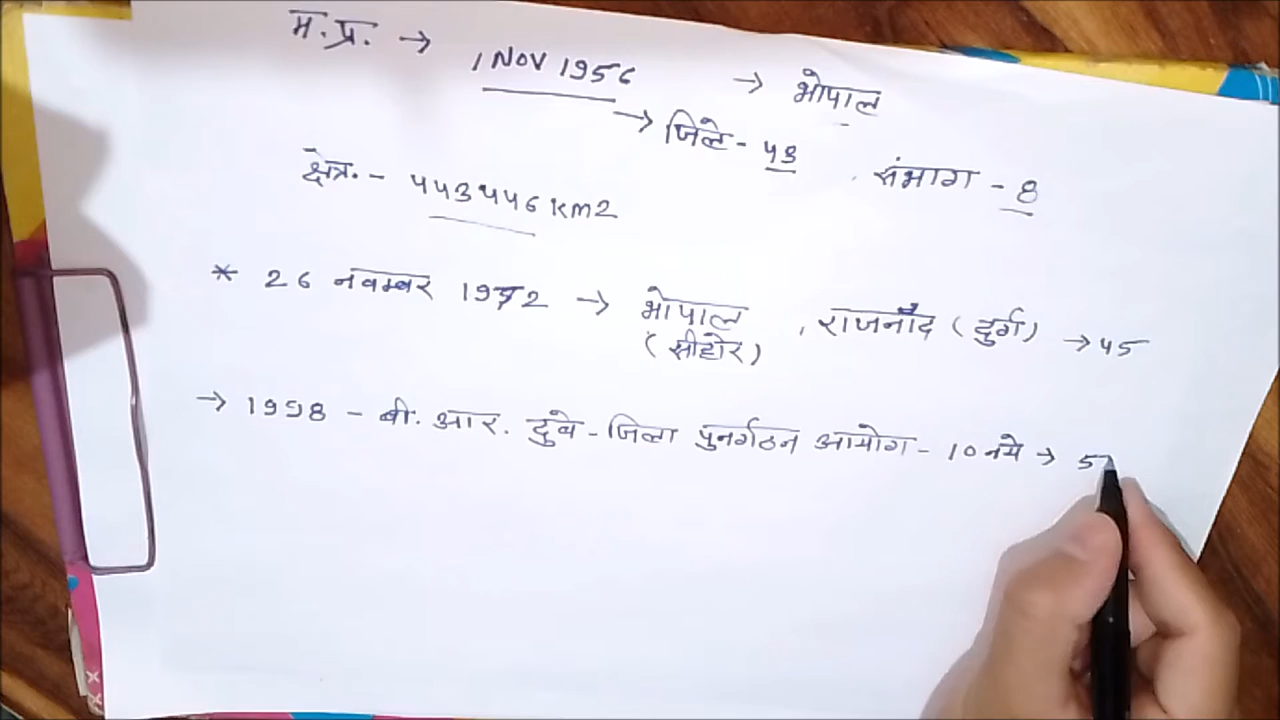 म.प्र. → 1 Nov 1956 → भोपाल
→ जिले - 43 . संभाग - 8
क्षेत्र. - 443446 km2
* 26 नवम्बर 1972 → भोपाल , राजनाँद (दुर्ग) → 45
(सीहोर)
→ 1998 - बी. आर. दुबे - जिला पुनर्गठन आयोग - 10 नये → 5